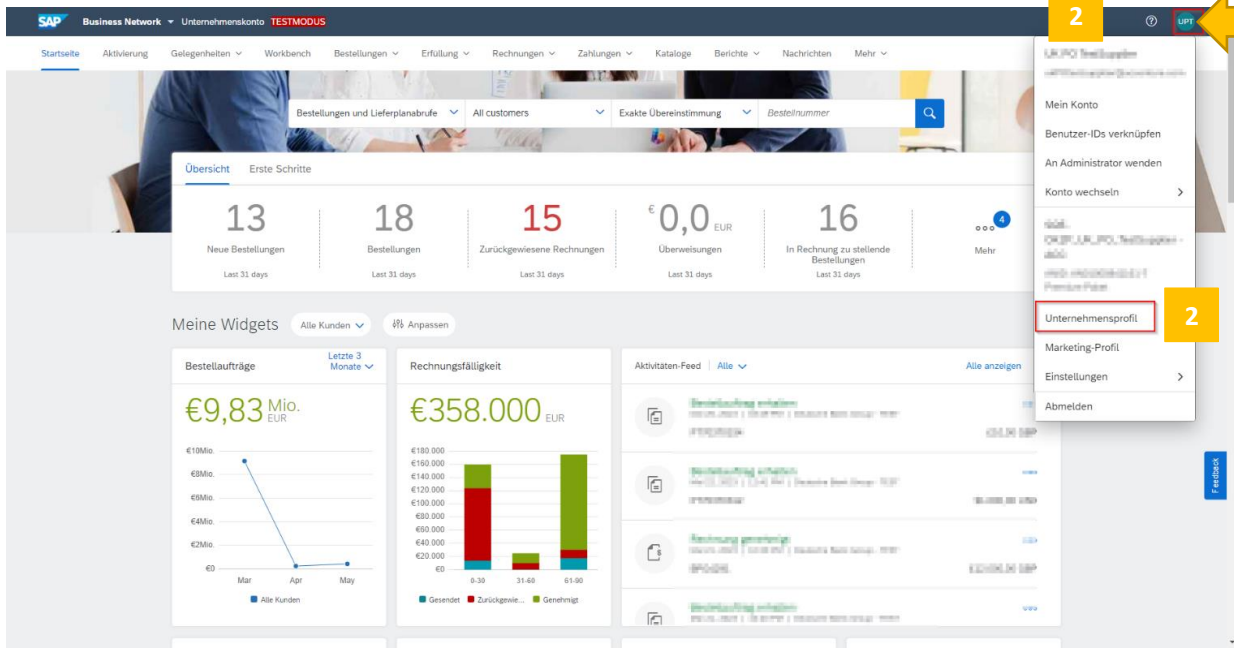 SAP Business Network Unternehmenskonto TESTMODUS
2
UPT
Startseite Aktivierung Gelegenheiten Workbench Bestellungen Erfüllung Rechnungen Zahlungen Kataloge Berichte Nachrichten Mehr
Bestellungen und Lieferplanabrufe All customers Exakte Übereinstimmung Bestellnummer
Übersicht Erste Schritte
13
Neue Bestellungen
Last 31 days
18
Bestellungen
Last 31 days
15
Zurückgewiesene Rechnungen
Last 31 days
€ 0,0 EUR
Überweisungen
Last 31 days
16
In Rechnung zu stellende
Bestellungen
Last 31 days
4
Mehr
Mein Konto
Benutzer-IDs verknüpfen
An Administrator wenden
Konto wechseln
Unternehmensprofil
2
Marketing-Profil
Einstellungen
Abmelden
Meine Widgets Alle Kunden Anpassen
Bestellaufträge
Letzte 3
Monate
€9,83 Mio.
EUR
€10Mio.
€8Mio.
€6Mio.
€4Mio.
€2Mio.
€0
Mar Apr May
Alle Kunden
Rechnungsfälligkeit
€358.000 EUR
€180.000
€160.000
€140.000
€120.000
€100.000
€80.000
€60.000
€40.000
€20.000
€0
0-30 31-60 61-90
Gesendet Zurückgewie... Genehmigt
Aktivitäten-Feed Alle Alle anzeigen
Feedback